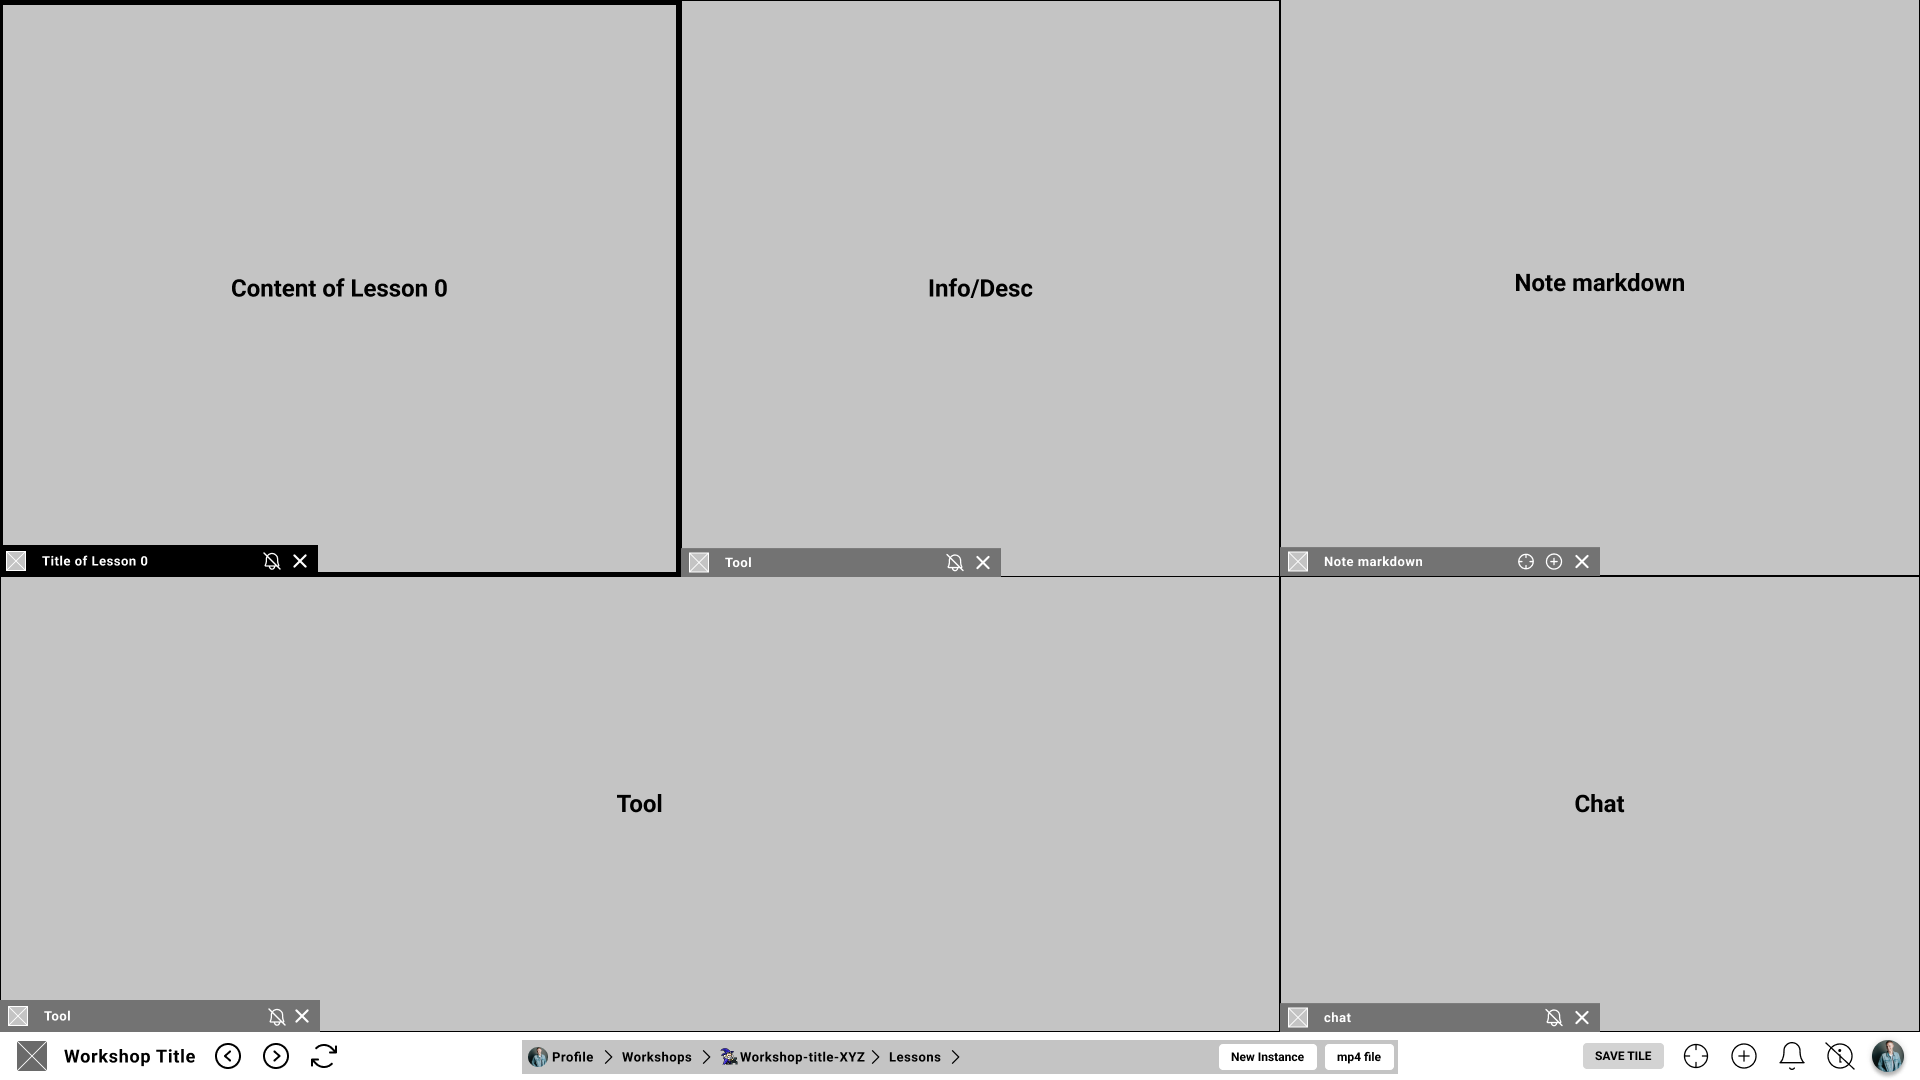 Content of Lesson 0
Info/Desc
Note markdown
Title of Lesson 0
Tool
Note markdown
Tool
Chat
Tool
chat
Workshop Title
Profile
Workshops
Workshop-title-XYZ
Lessons
New Instance
mp4 file
SAVE TILE